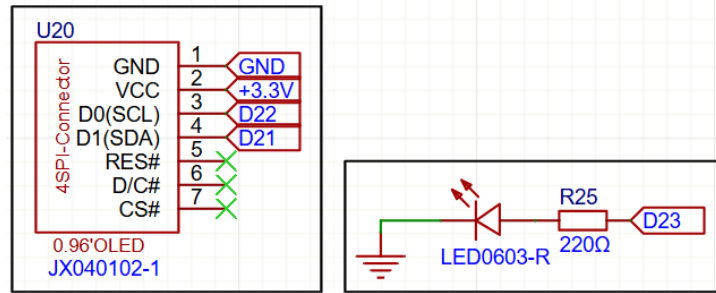 U20
4SPI-Connector
GND 1 GND
VCC 2 +3.3V
D0(SCL) 3 D22
D1(SDA) 4 D21
RES# 5
D/C# 6
CS# 7
0.96'OLED
JX040102-1
R25
D23
LED0603-R 220Ω